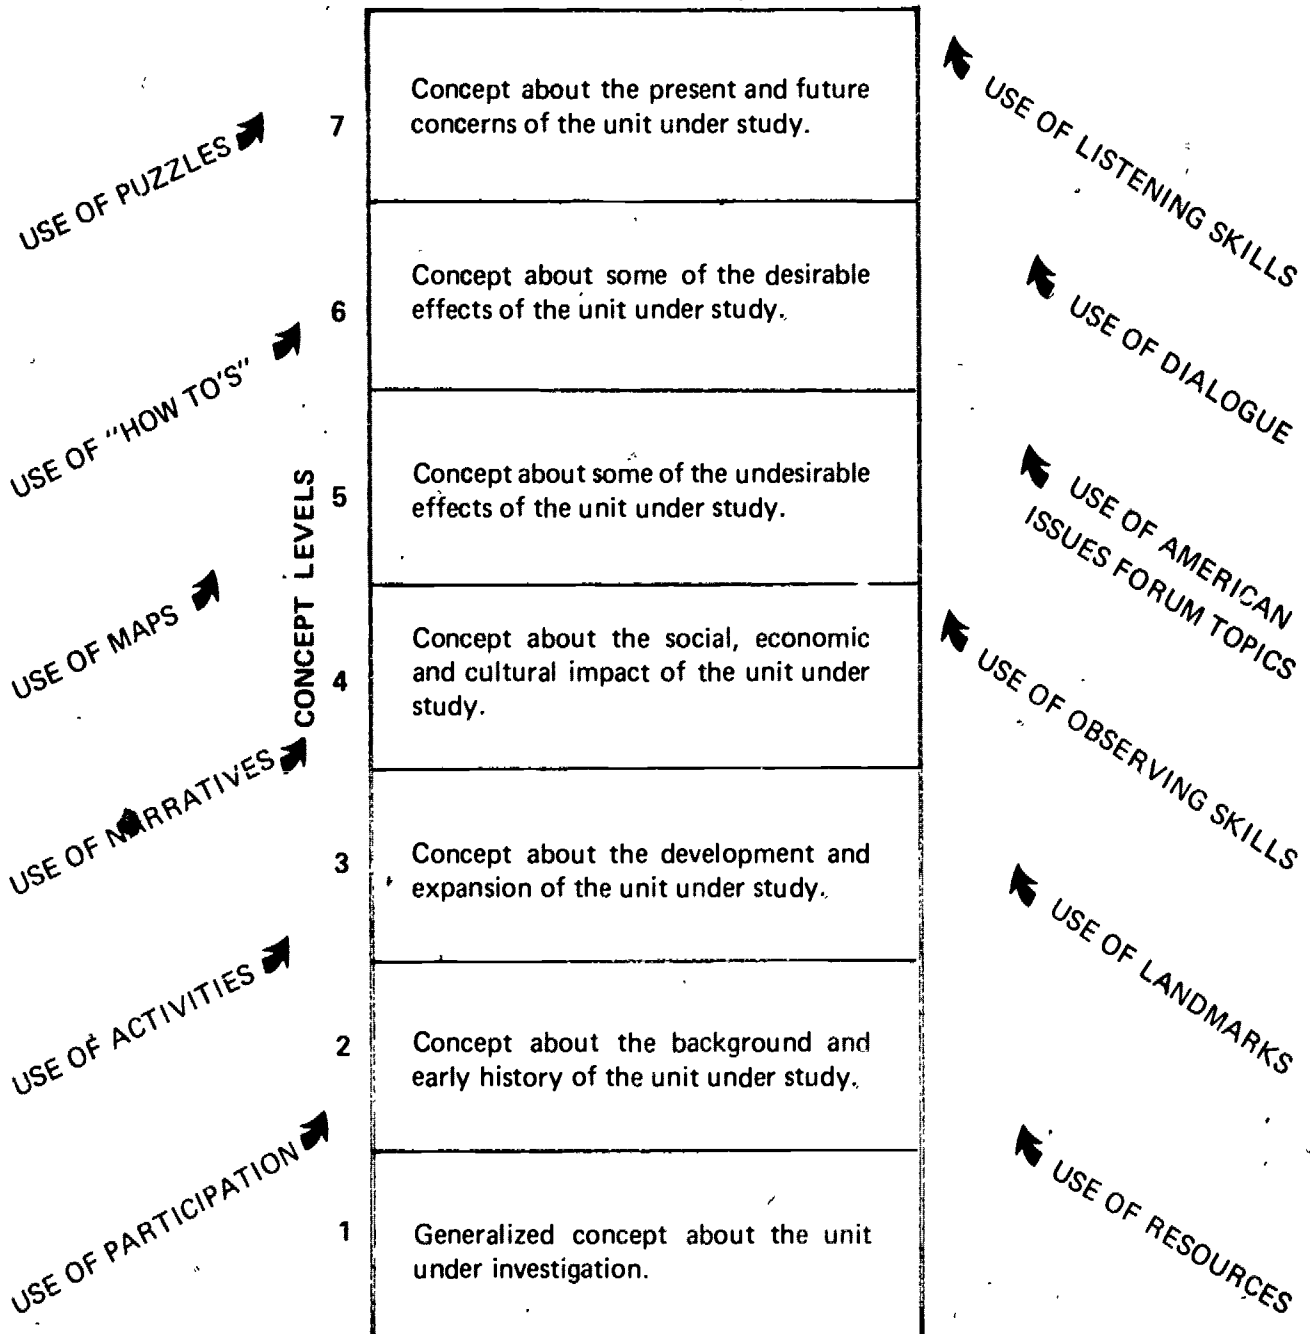 7
Concept about the present and future
concerns of the unit under study.
6
Concept about some of the desirable
effects of the unit under study.
5
Concept about some of the undesirable
effects of the unit under study.
4
Concept about the social, economic
and cultural impact of the unit under
study.
3
Concept about the development and
expansion of the unit under study.
2
Concept about the background and
early history of the unit under study.
1
Generalized concept about the unit
under investigation.
CONCEPT LEVELS
USE OF PUZZLES
USE OF "HOW TO'S"
USE OF MAPS
USE OF NARRATIVES
USE OF ACTIVITIES
USE OF PARTICIPATION
USE OF LISTENING SKILLS
USE OF DIALOGUE
USE OF AMERICAN
ISSUES FORUM TOPICS
USE OF OBSERVING SKILLS
USE OF LANDMARKS
USE OF RESOURCES